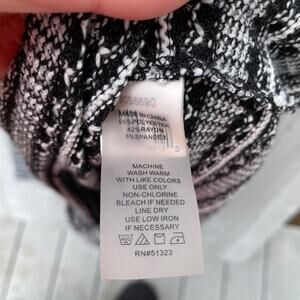 MADE IN CHINA
55% POLYESTER
42% RAYON
3% SPANDEX
MACHINE
WASH WARM
WITH LIKE COLORS
USE ONLY
NON-CHLORINE
BLEACH IF NEEDED
LINE DRY
USE LOW IRON
IF NECESSARY
RN#51323